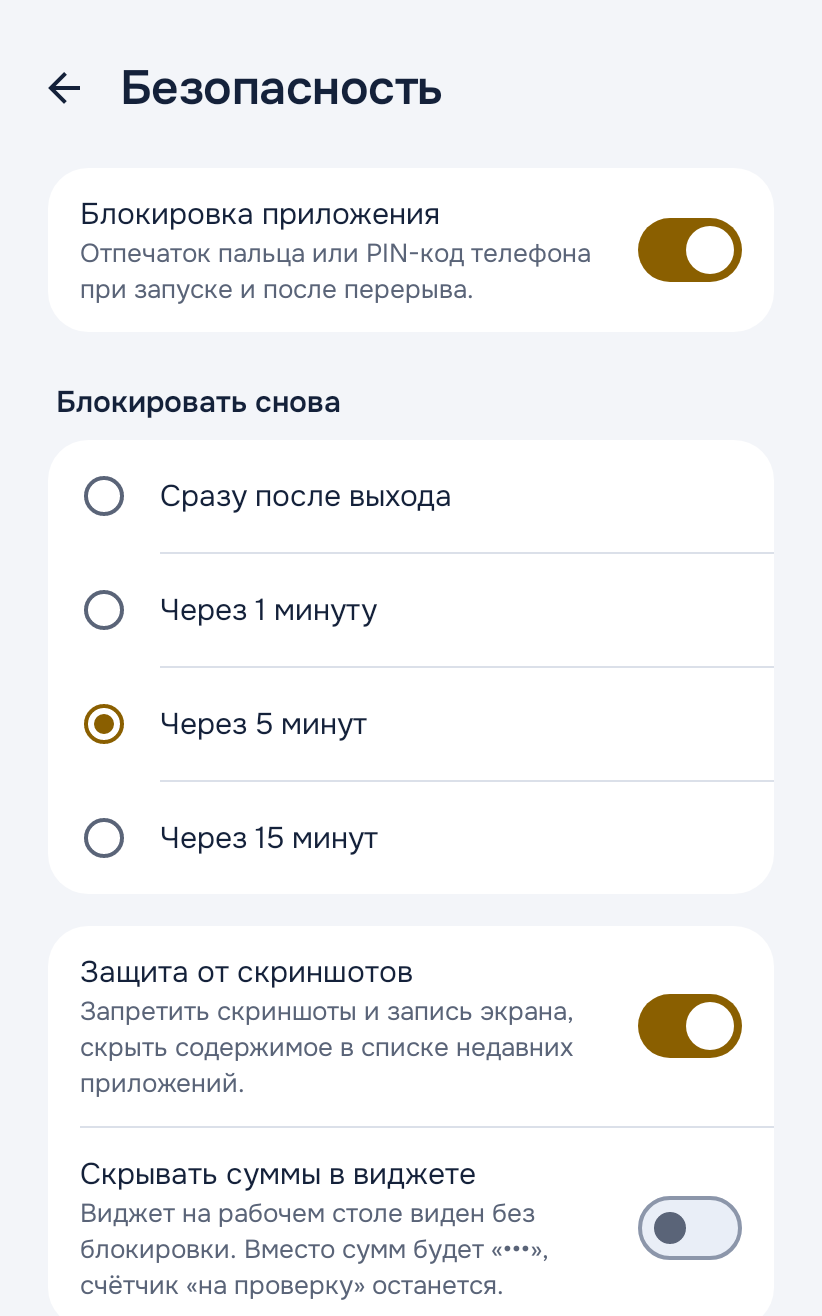 Безопасность
Блокировка приложения
Отпечаток пальца или PIN-код телефона
при запуске и после перерыва.
Блокировать снова
Сразу после выхода
Через 1 минуту
Через 5 минут
Через 15 минут
Защита от скриншотов
Запретить скриншоты и запись экрана,
скрыть содержимое в списке недавних
приложений.
Скрывать суммы в виджете
Виджет на рабочем столе виден без
блокировки. Вместо сумм будет «•••»,
счётчик «на проверку» останется.